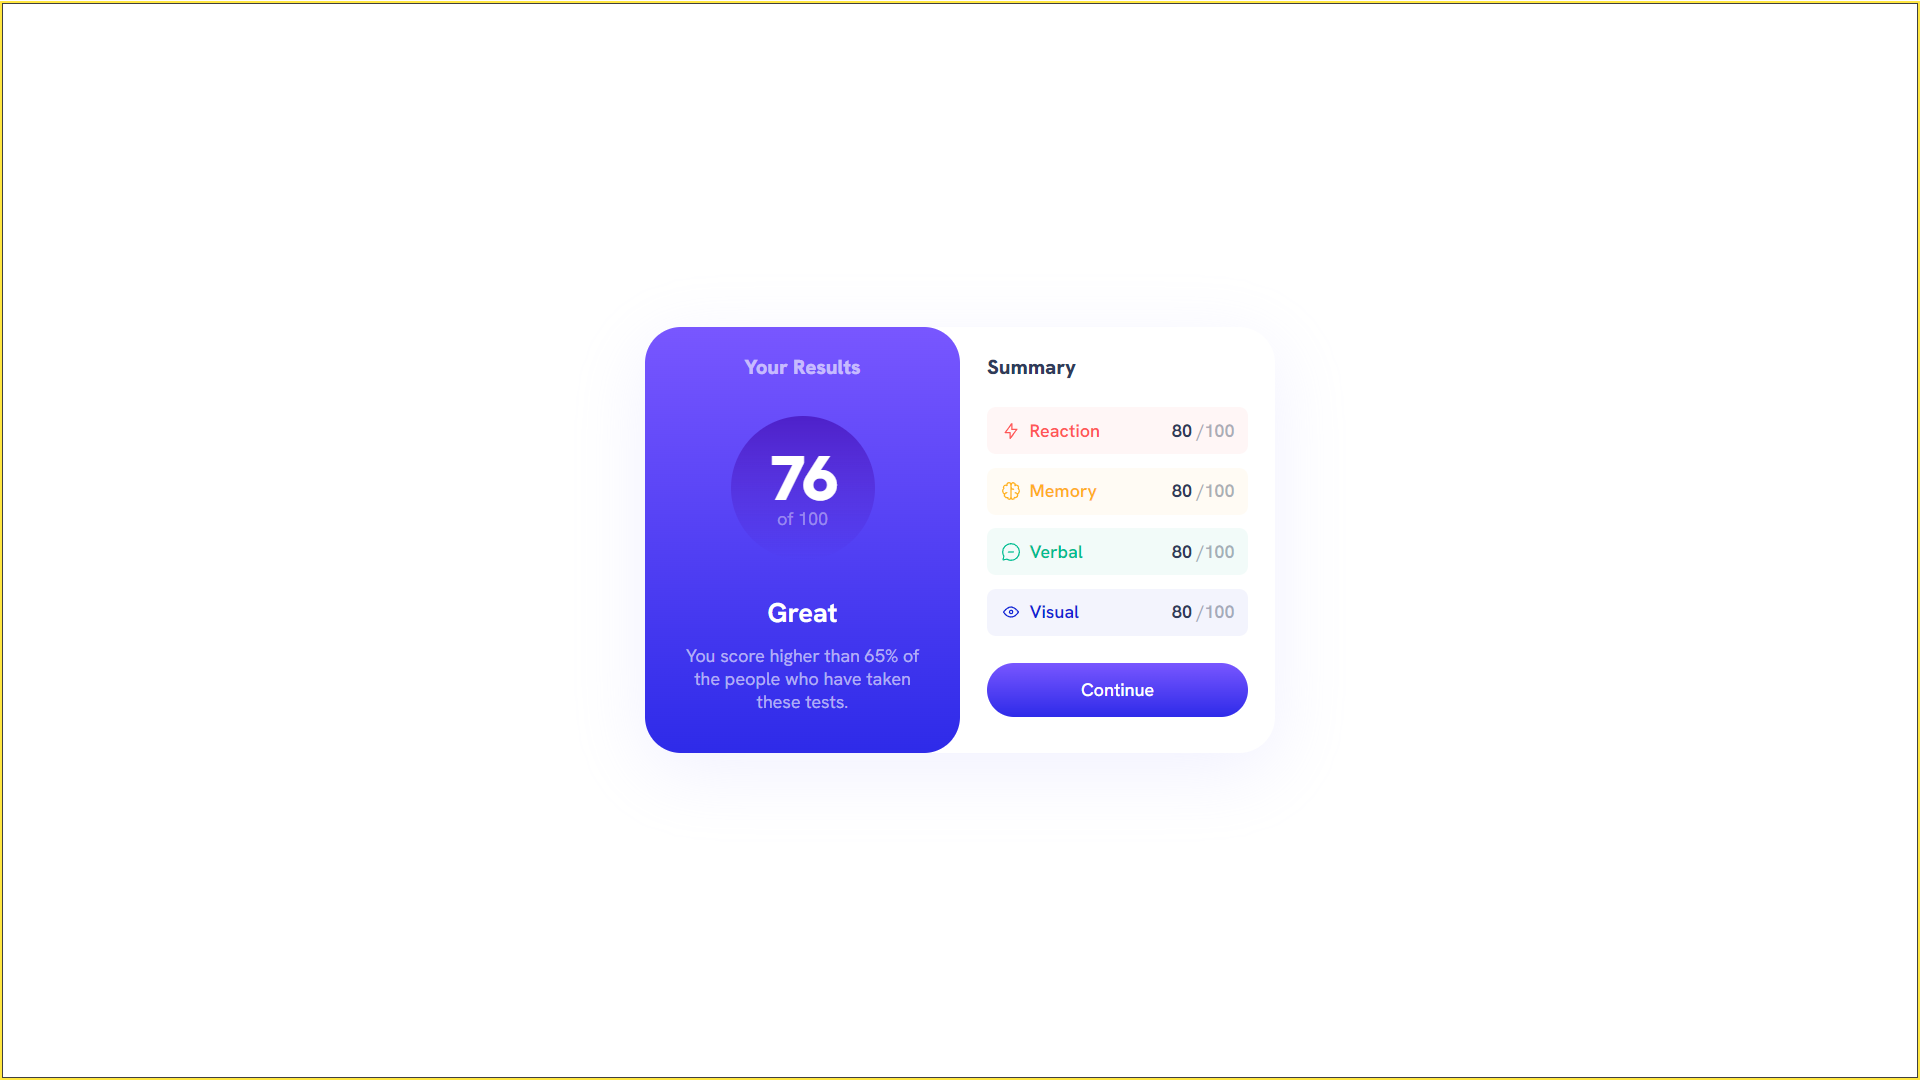 Your Results
76
of 100
Great
You score higher than 65% of
the people who have taken
these tests.
Summary
Reaction 80 /100
Memory 80 /100
Verbal 80 /100
Visual 80 /100
Continue